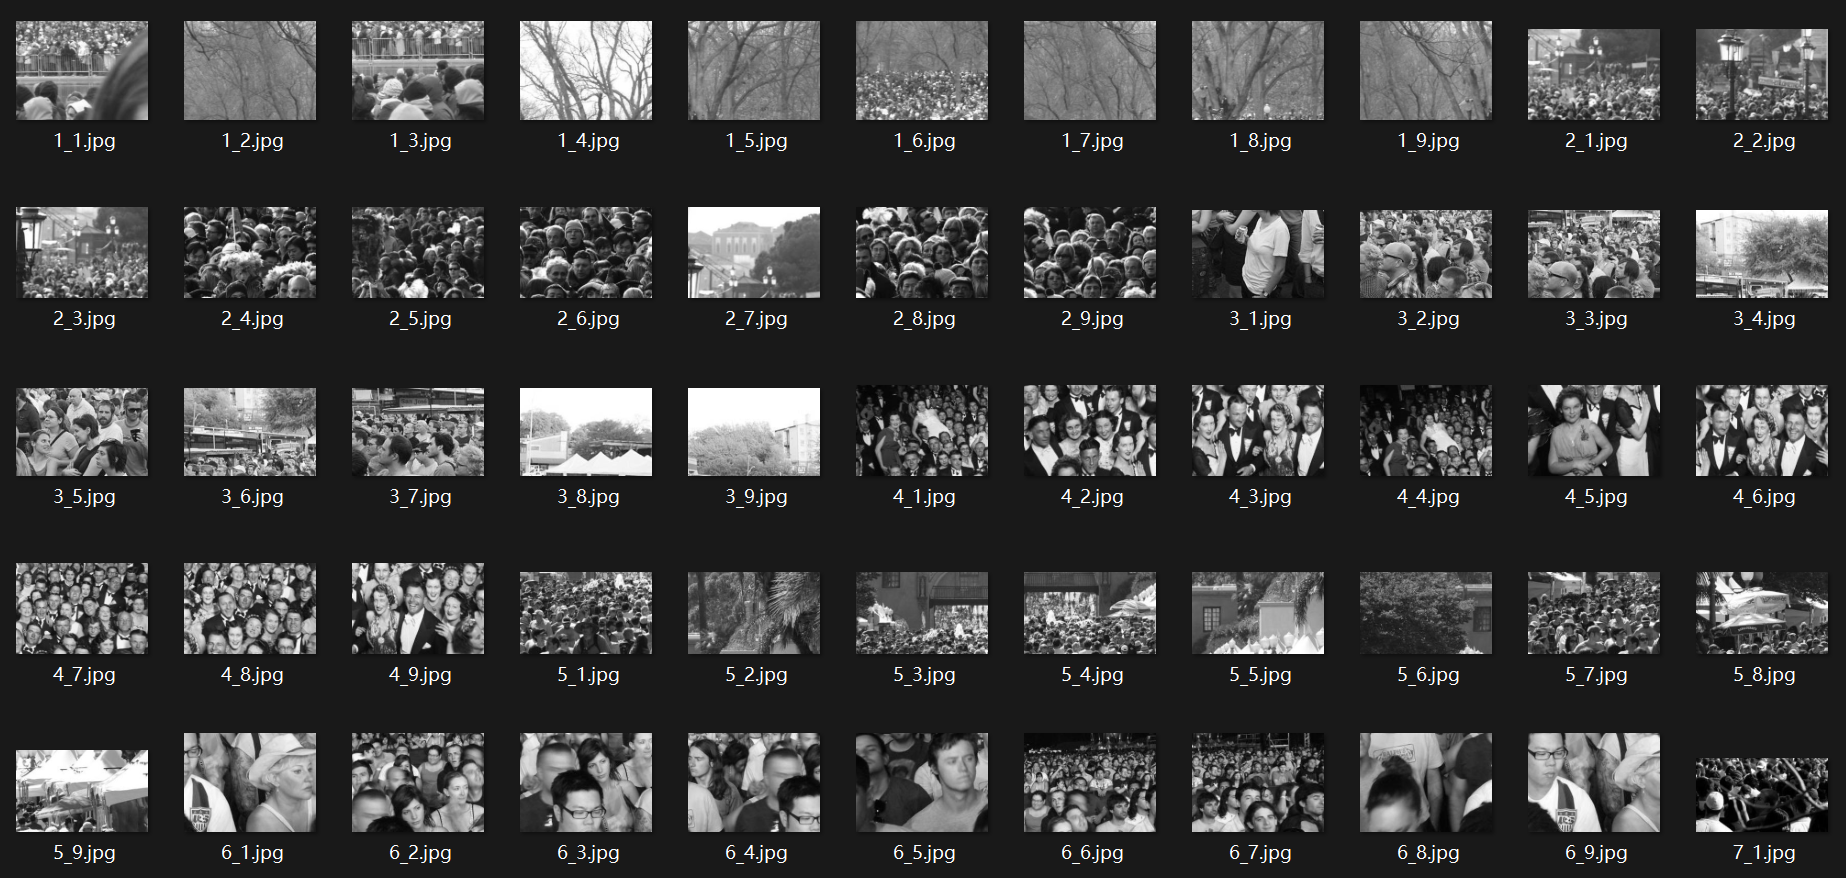 1_1.jpg 1_2.jpg 1_3.jpg 1_4.jpg 1_5.jpg 1_6.jpg 1_7.jpg 1_8.jpg 1_9.jpg 2_1.jpg 2_2.jpg
2_3.jpg 2_4.jpg 2_5.jpg 2_6.jpg 2_7.jpg 2_8.jpg 2_9.jpg 3_1.jpg 3_2.jpg 3_3.jpg 3_4.jpg
3_5.jpg 3_6.jpg 3_7.jpg 3_8.jpg 3_9.jpg 4_1.jpg 4_2.jpg 4_3.jpg 4_4.jpg 4_5.jpg 4_6.jpg
4_7.jpg 4_8.jpg 4_9.jpg 5_1.jpg 5_2.jpg 5_3.jpg 5_4.jpg 5_5.jpg 5_6.jpg 5_7.jpg 5_8.jpg
5_9.jpg 6_1.jpg 6_2.jpg 6_3.jpg 6_4.jpg 6_5.jpg 6_6.jpg 6_7.jpg 6_8.jpg 6_9.jpg 7_1.jpg